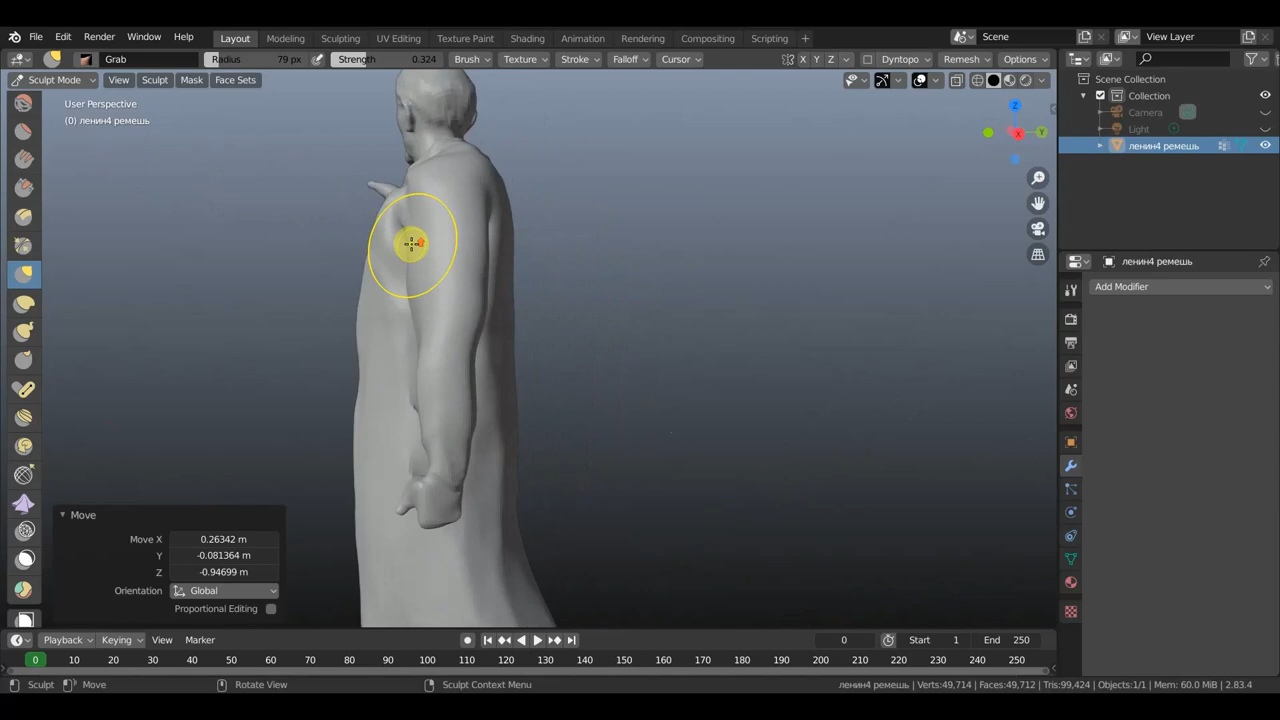 File Edit Render Window Help Layout Modeling Sculpting UV Editing Texture Paint Shading Animation Rendering Compositing Scripting + Scene View Layer
Grab Radius 79 px Strength 0.324 Brush Texture Stroke Falloff Cursor X Y Z Dyntopo Remesh Options
Sculpt Mode View Sculpt Mask Face Sets
Scene Collection
User Perspective
(0) ленин4 ремешь
Collection
Camera
Light
ленин4 ремешь
Z
Y
X
ленин4 ремешь
Add Modifier
Move
Move X 0.26342 m
Y -0.081364 m
Z -0.94699 m
Orientation Global
Proportional Editing
Playback Keying View Marker 0 Start 1 End 250
0 10 20 30 40 50 60 70 80 90 100 110 120 130 140 150 160 170 180 190 200 210 220 230 240 250
Sculpt Move Rotate View Sculpt Context Menu ленин4 ремешь | Verts:49,714 | Faces:49,712 | Tris:99,424 | Objects:1/1 | Mem: 60.0 MiB | 2.83.4